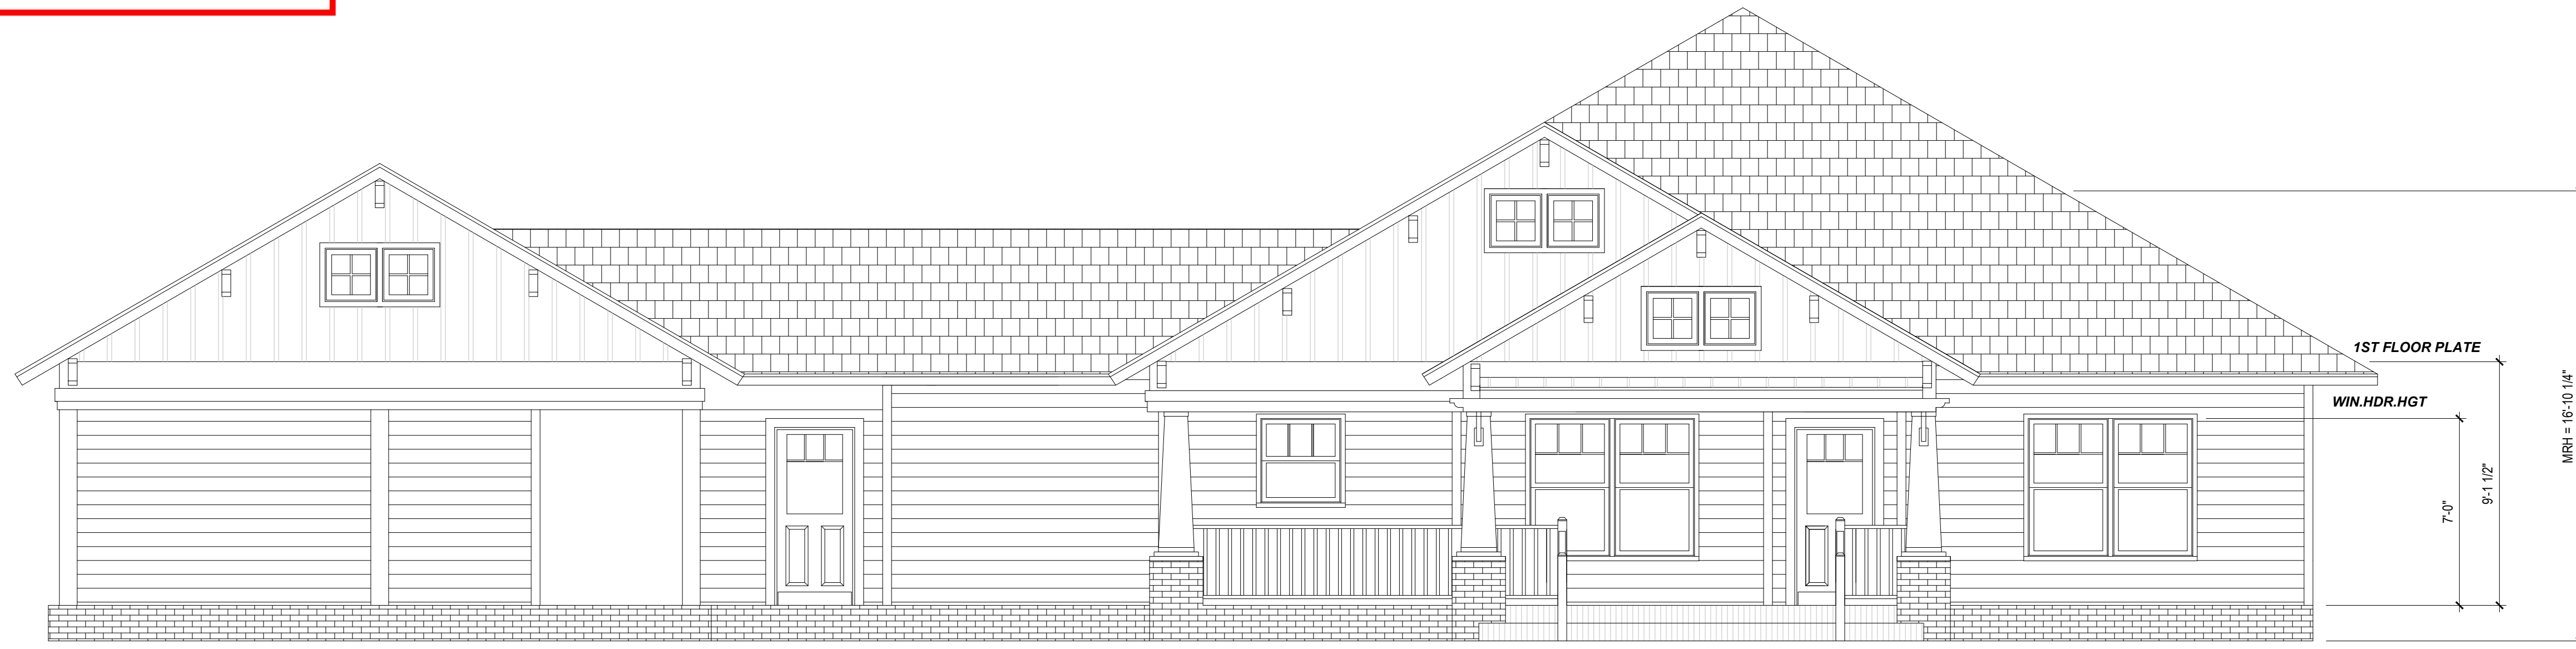 1ST FLOOR PLATE
WIN.HDR.HGT
7'-0"
9'-1 1/2"
MRH = 16'-10 1/4"